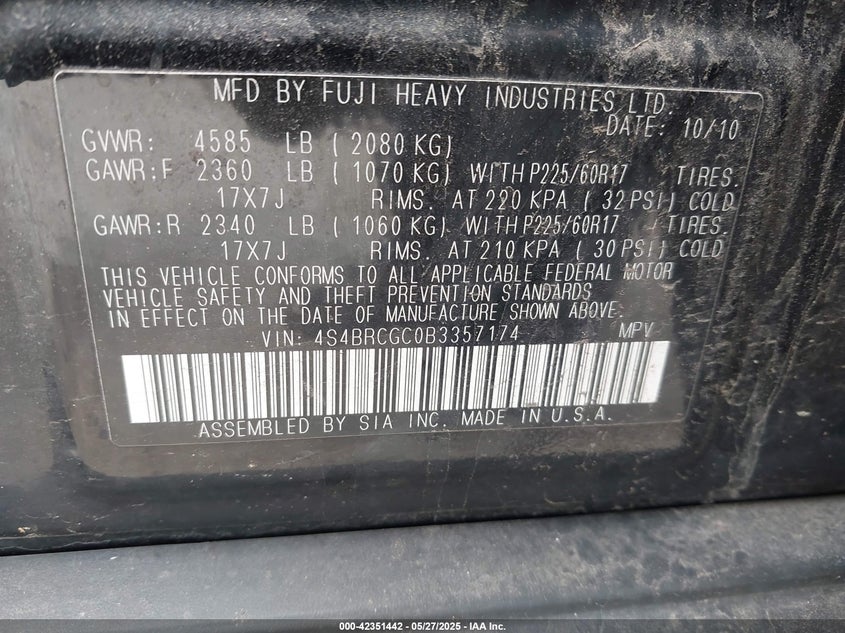 MFD BY FUJI HEAVY INDUSTRIES LTD.
DATE: 10/10
GVWR: 4585 LB ( 2080 KG)
GAWR:F 2360 LB ( 1070 KG) WITH P225/60R17 TIRES.
17X7J RIMS. AT 220 KPA ( 32 PSI) COLD
GAWR:R 2340 LB ( 1060 KG) WITH P225/60R17 TIRES.
17X7J RIMS. AT 210 KPA ( 30 PSI) COLD
THIS VEHICLE CONFORMS TO ALL APPLICABLE FEDERAL MOTOR
VEHICLE SAFETY AND THEFT PREVENTION STANDARDS
IN EFFECT ON THE DATE OF MANUFACTURE SHOWN ABOVE.
VIN: 4S4BRCGC0B3357174 MPV
ASSEMBLED BY SIA INC. MADE IN U.S.A.
000-42351442 - 05/27/2025 - IAA Inc.